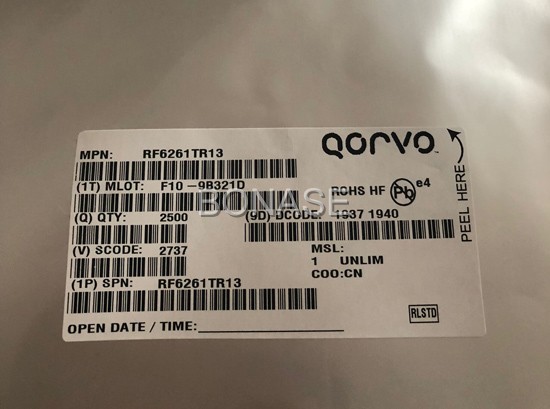 QORVO™
MPN: RF6261TR13
(1T) MLOT: F10 -9B321D
ROHS HF Pb e4
BONASE
(Q) QTY: 2500
(9D) DCODE: 1937 1940
(V) SCODE: 2737
MSL:
1 UNLIM
COO:CN
(1P) SPN: RF6261TR13
OPEN DATE / TIME:
RLSTD
PEEL HERE